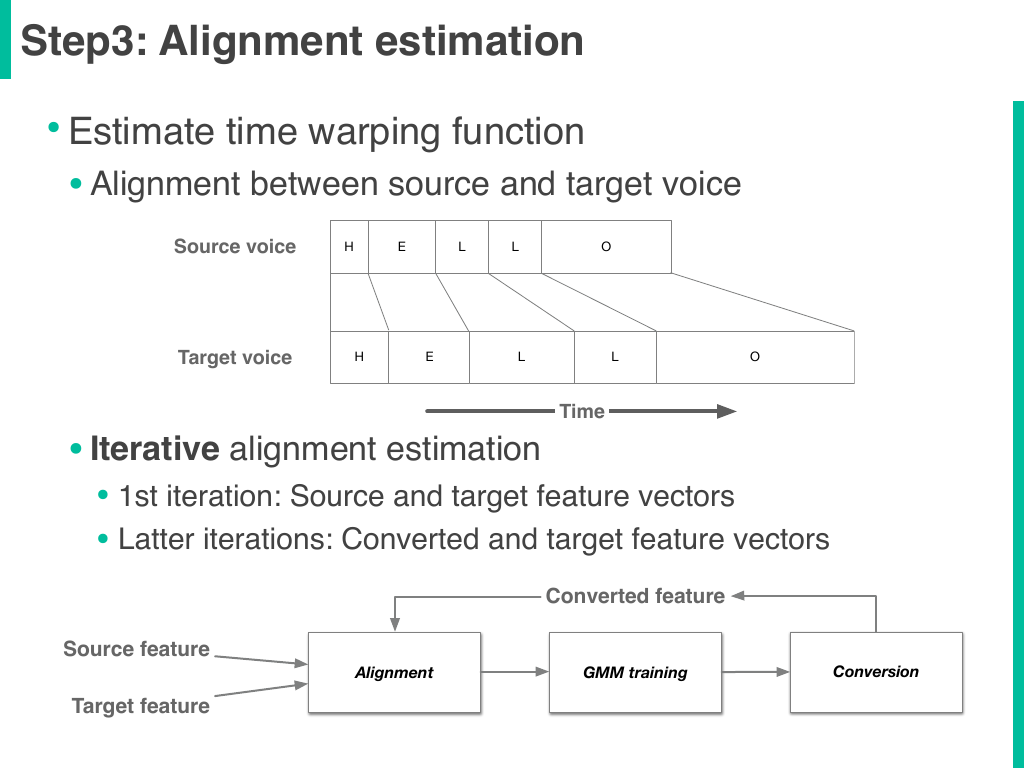 Step3: Alignment estimation
• Estimate time warping function
• Alignment between source and target voice
Source voice H E L L O
Target voice H E L L O
Time
• Iterative alignment estimation
• 1st iteration: Source and target feature vectors
• Latter iterations: Converted and target feature vectors
Converted feature
Source feature
Alignment GMM training Conversion
Target feature